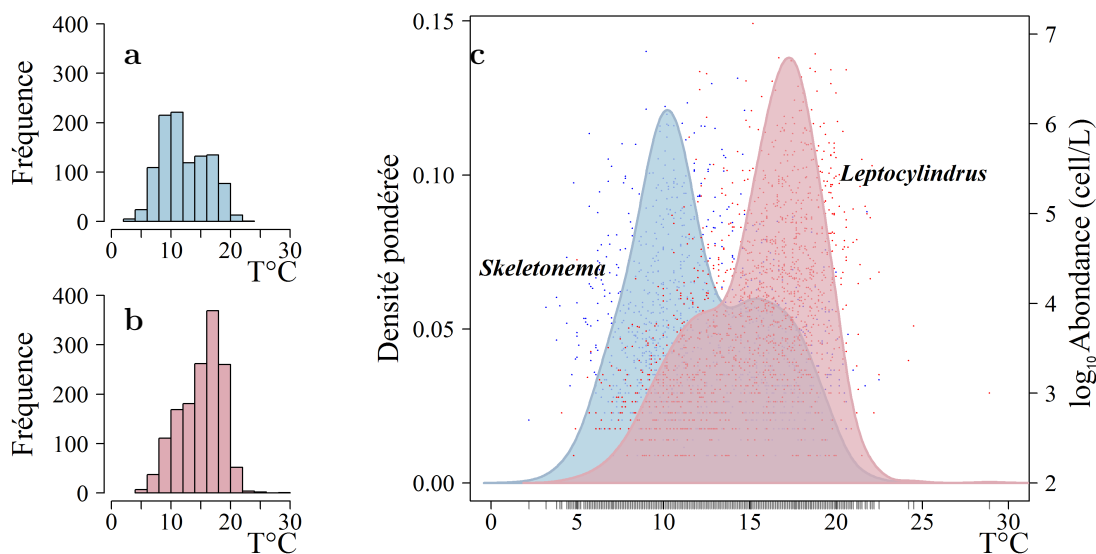 a
400
300
200
100
0
Fréquence
0 10 20 30
T°C
b
400
300
200
100
0
Fréquence
0 10 20 30
T°C
c
0.15
0.10
0.05
0.00
Densité pondérée
Skeletonema
Leptocylindrus
7
6
5
4
3
2
log₁₀ Abondance (cell/L)
0 5 10 15 20 25 30
T°C